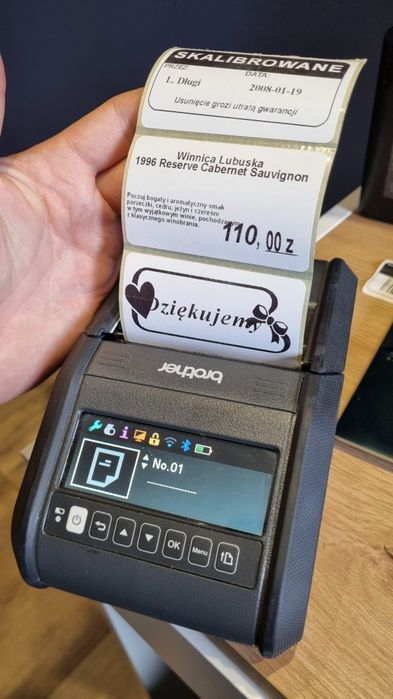 SKALIBROWANE
PRZEZ: DATA:
L. Długi 2008-01-19
Usunięcie grozi utratą gwarancji
Winnica Lubuska
1996 Reserve Cabernet Sauvignon
Poczuj bogaty i aromatyczny smak
porzeczki, cedru, jeżyn i czereśni
w tym wyjątkowym winie, pochodzącym
z klasycznego winobrania.
110, 00 z
Dziękujemy
brother
No.01
OK
Menu